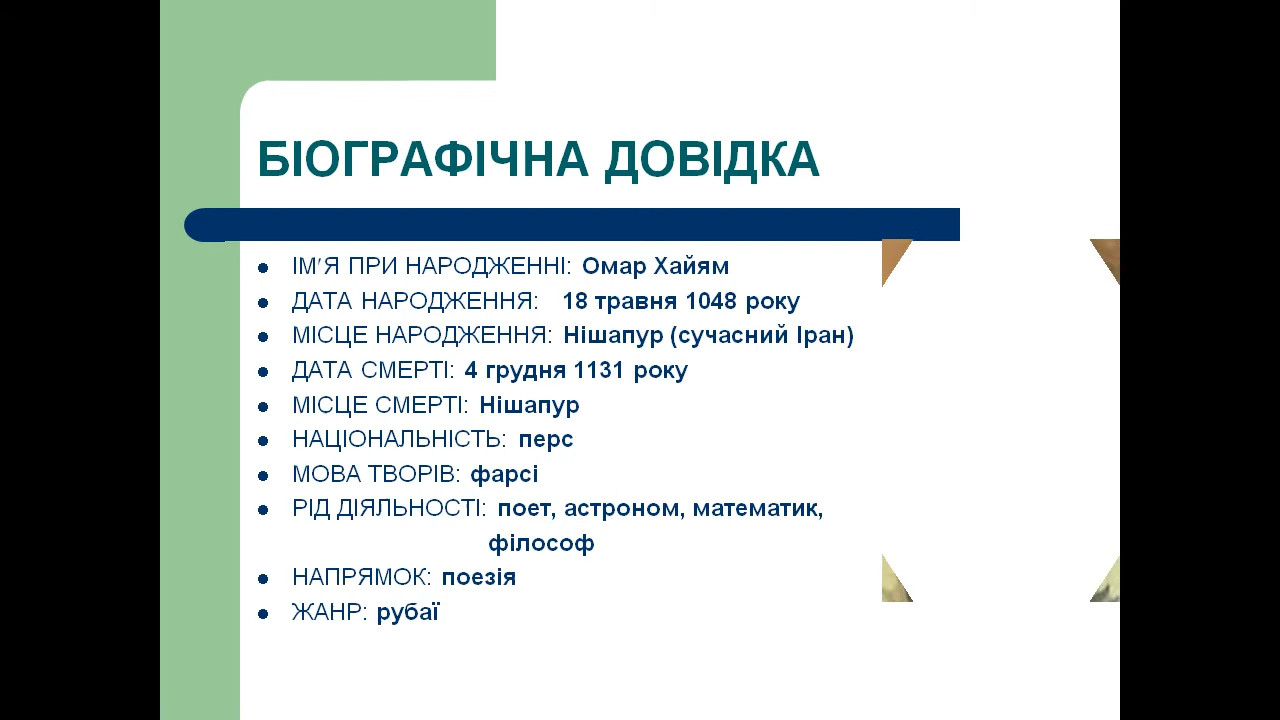 БІОГРАФІЧНА ДОВІДКА
● ІМ′Я ПРИ НАРОДЖЕННІ: Омар Хайям
● ДАТА НАРОДЖЕННЯ: 18 травня 1048 року
● МІСЦЕ НАРОДЖЕННЯ: Нішапур (сучасний Іран)
● ДАТА СМЕРТІ: 4 грудня 1131 року
● МІСЦЕ СМЕРТІ: Нішапур
● НАЦІОНАЛЬНІСТЬ: перс
● МОВА ТВОРІВ: фарсі
● РІД ДІЯЛЬНОСТІ: поет, астроном, математик,
філософ
● НАПРЯМОК: поезія
● ЖАНР: рубаї